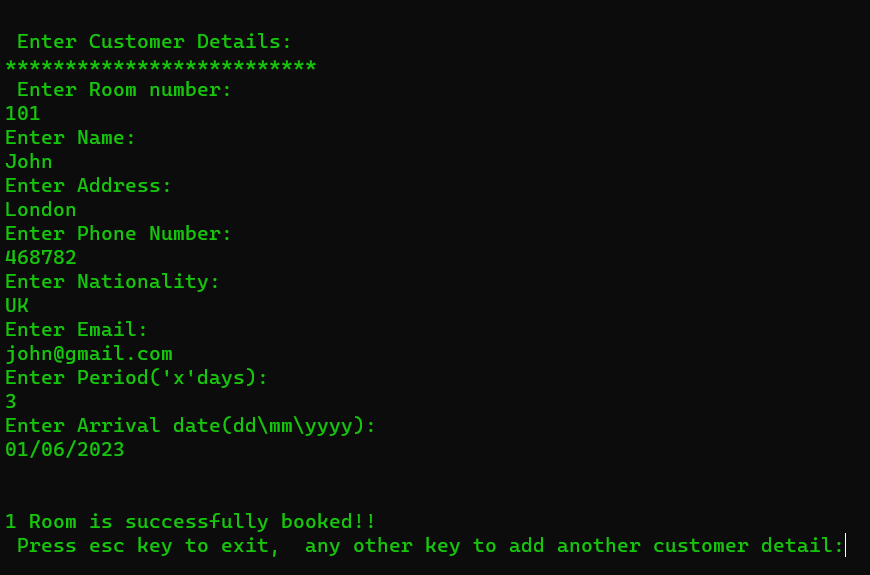 Enter Customer Details:
**************************
Enter Room number:
101
Enter Name:
John
Enter Address:
London
Enter Phone Number:
468782
Enter Nationality:
UK
Enter Email:
john@gmail.com
Enter Period('x'days):
3
Enter Arrival date(dd\mm\yyyy):
01/06/2023
1 Room is successfully booked!!
Press esc key to exit,  any other key to add another customer detail: